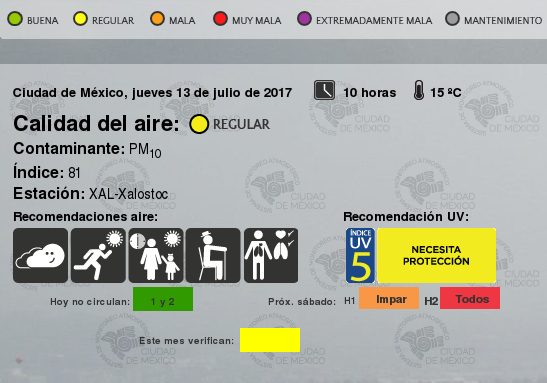 BUENA REGULAR MALA MUY MALA EXTREMADAMENTE MALA MANTENIMIENTO
Ciudad de México, jueves 13 de julio de 2017 10 horas 15 ºC
Calidad del aire: REGULAR
Contaminante: PM10
Índice: 81
Estación: XAL-Xalostoc
Recomendaciones aire: Recomendación UV:
ÍNDICE UV 5 NECESITA PROTECCIÓN
Hoy no circulan: 1 y 2 Próx. sábado: H1 Impar H2 Todos
Este mes verifican:
CIUDAD DE MÉXICO